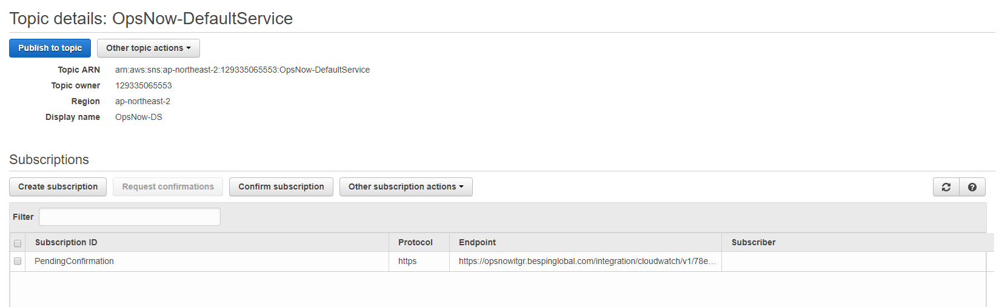 Topic details: OpsNow-DefaultService
Publish to topic Other topic actions
Topic ARN arn:aws:sns:ap-northeast-2:129335065553:OpsNow-DefaultService
Topic owner 129335065553
Region ap-northeast-2
Display name OpsNow-DS
Subscriptions
Create subscription Request confirmations Confirm subscription Other subscription actions
Filter
Subscription ID Protocol Endpoint Subscriber
PendingConfirmation https https://opsnowitgr.bespinglobal.com/integration/cloudwatch/v1/78e…